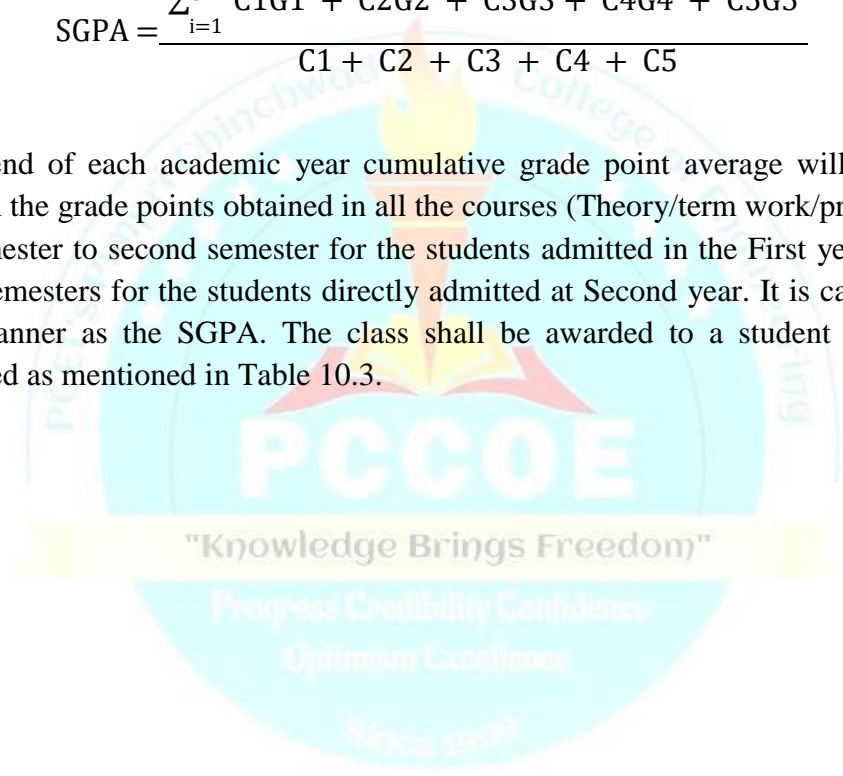 C1G1 + C2G2 + C3G3 + C4G4 + C5G5
SGPA = i=1
C1 + C2 + C3 + C4 + C5
end of each academic year cumulative grade point average will
the grade points obtained in all the courses (Theory/term work/pr
ester to second semester for the students admitted in the First ye
emesters for the students directly admitted at Second year. It is ca
anner as the SGPA. The class shall be awarded to a student
ed as mentioned in Table 10.3.
College of
PCCOE
"Knowledge Brings Freedom"
Progress Credibility Confidence
Optimism Excellence
Since 1999